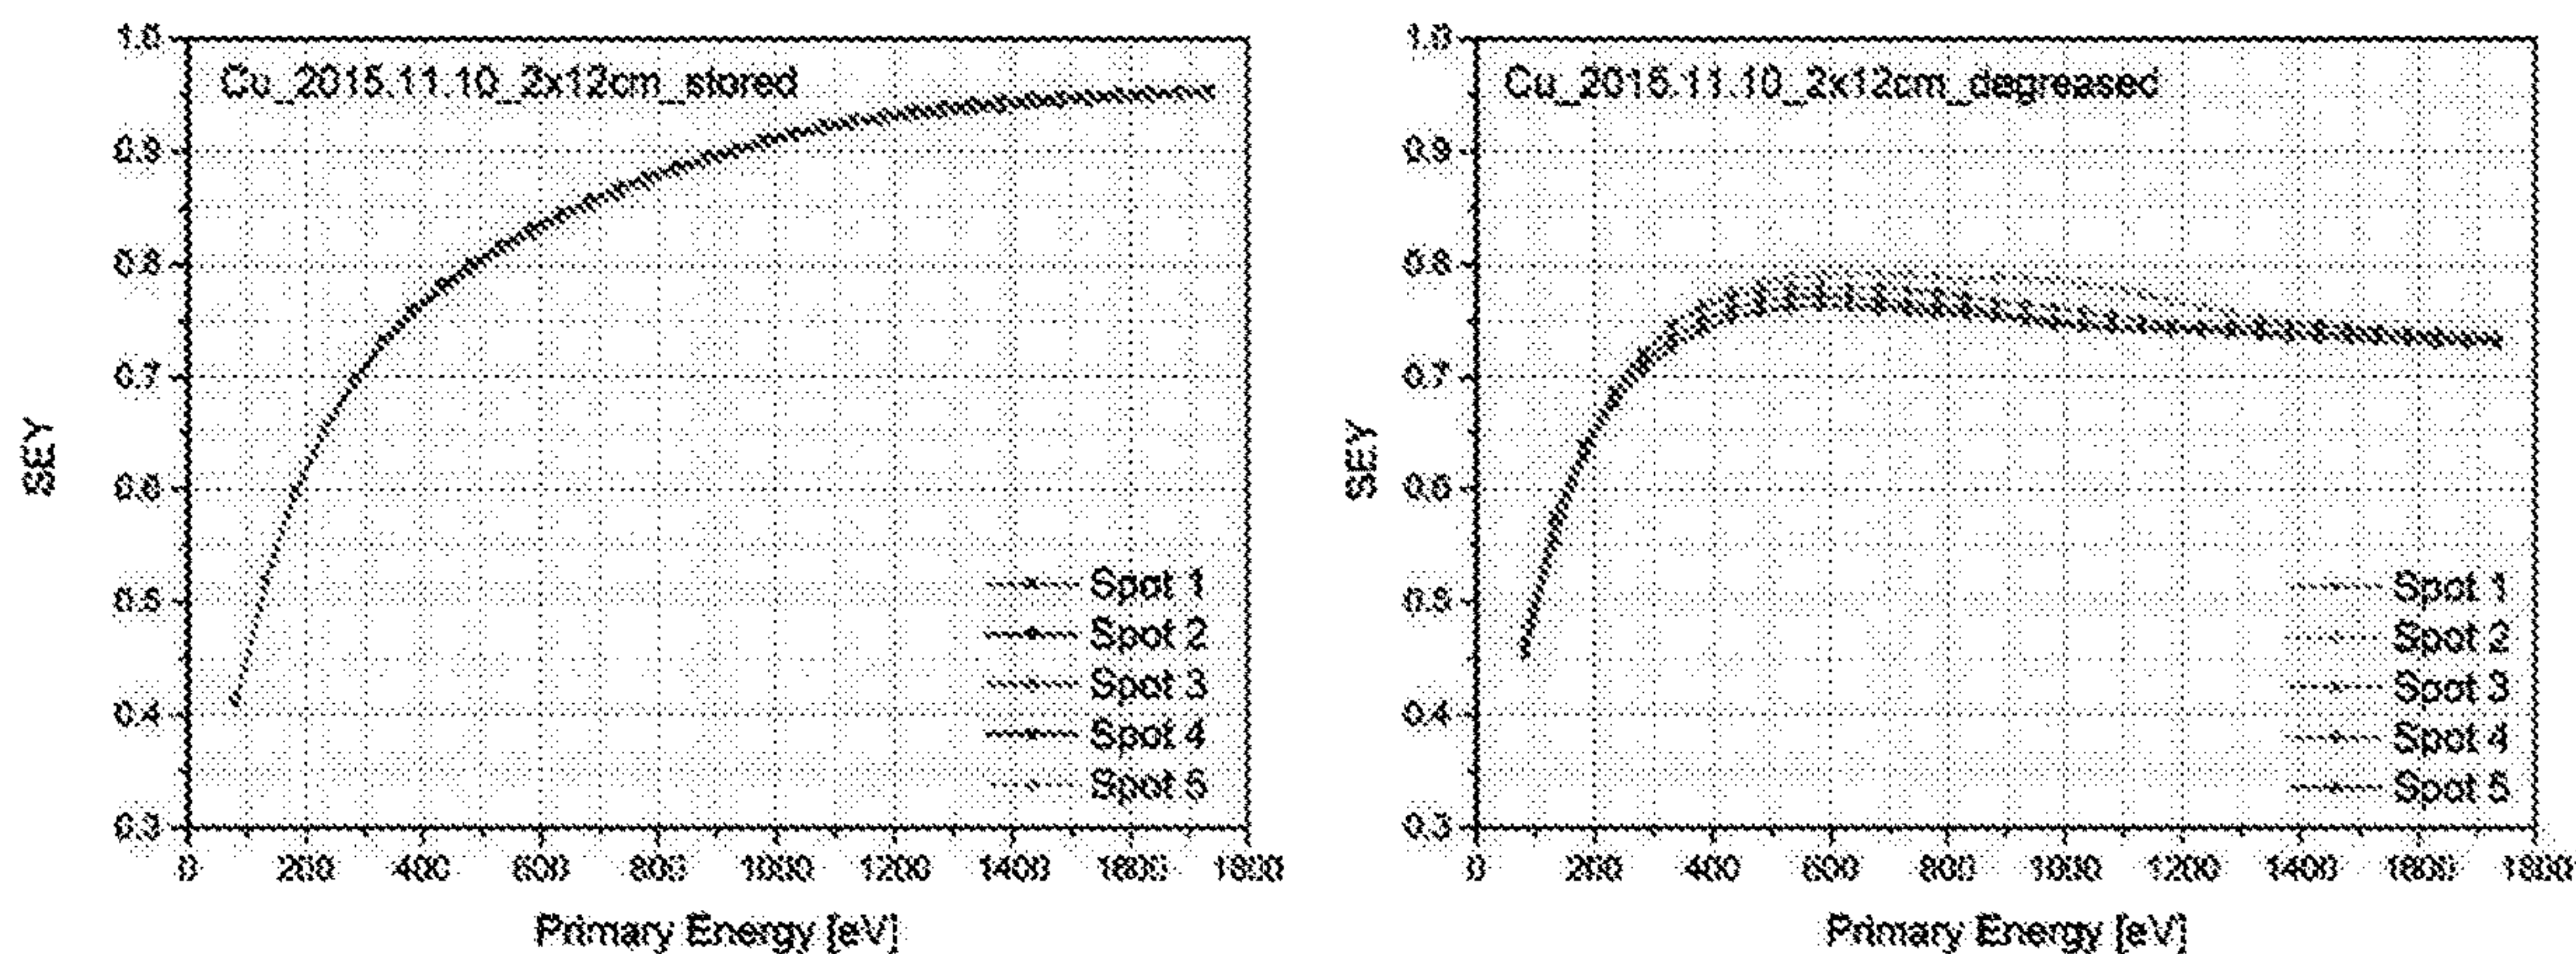 1.0
Cu_2015.11.10_2x12cm_stored
0.9
0.8
0.7
0.6
0.5
0.4
0.3
SEY
Spot 1
Spot 2
Spot 3
Spot 4
Spot 5
0 200 400 600 800 1000 1200 1400 1600 1800
Primary Energy [eV]
1.0
Cu_2015.11.10_2x12cm_degreased
0.9
0.8
0.7
0.6
0.5
0.4
0.3
SEY
Spot 1
Spot 2
Spot 3
Spot 4
Spot 5
0 200 400 600 800 1000 1200 1400 1600 1800
Primary Energy [eV]